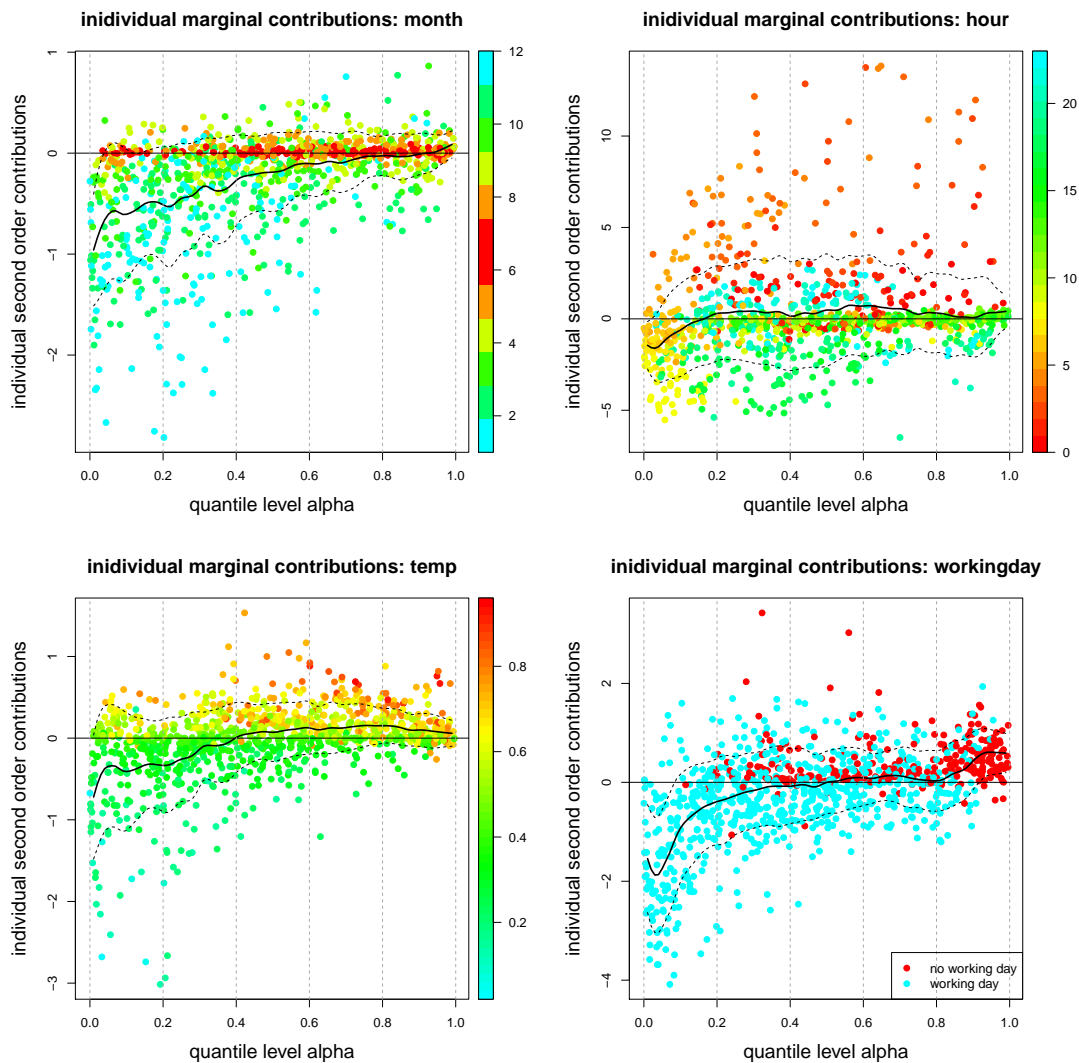 inidividual marginal contributions: month
individual second order contributions
1
0
-1
-2
0.0 0.2 0.4 0.6 0.8 1.0
quantile level alpha
12
10
8
6
4
2
inidividual marginal contributions: hour
individual second order contributions
10
5
0
-5
0.0 0.2 0.4 0.6 0.8 1.0
quantile level alpha
20
15
10
5
0
inidividual marginal contributions: temp
individual second order contributions
1
0
-1
-2
-3
0.0 0.2 0.4 0.6 0.8 1.0
quantile level alpha
0.8
0.6
0.4
0.2
inidividual marginal contributions: workingday
individual second order contributions
2
0
-2
-4
0.0 0.2 0.4 0.6 0.8 1.0
quantile level alpha
no working day
working day